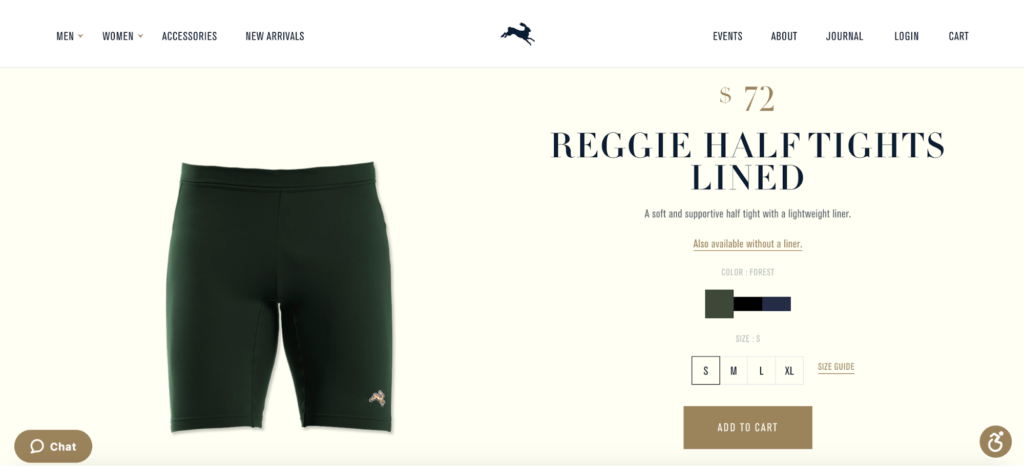 MEN
WOMEN
ACCESSORIES
NEW ARRIVALS
EVENTS
ABOUT
JOURNAL
LOGIN
CART
$ 72
REGGIE HALF TIGHTS
LINED
A soft and supportive half tight with a lightweight liner.
Also available without a liner.
COLOR : FOREST
SIZE : S
S
M
L
XL
SIZE GUIDE
ADD TO CART
Chat